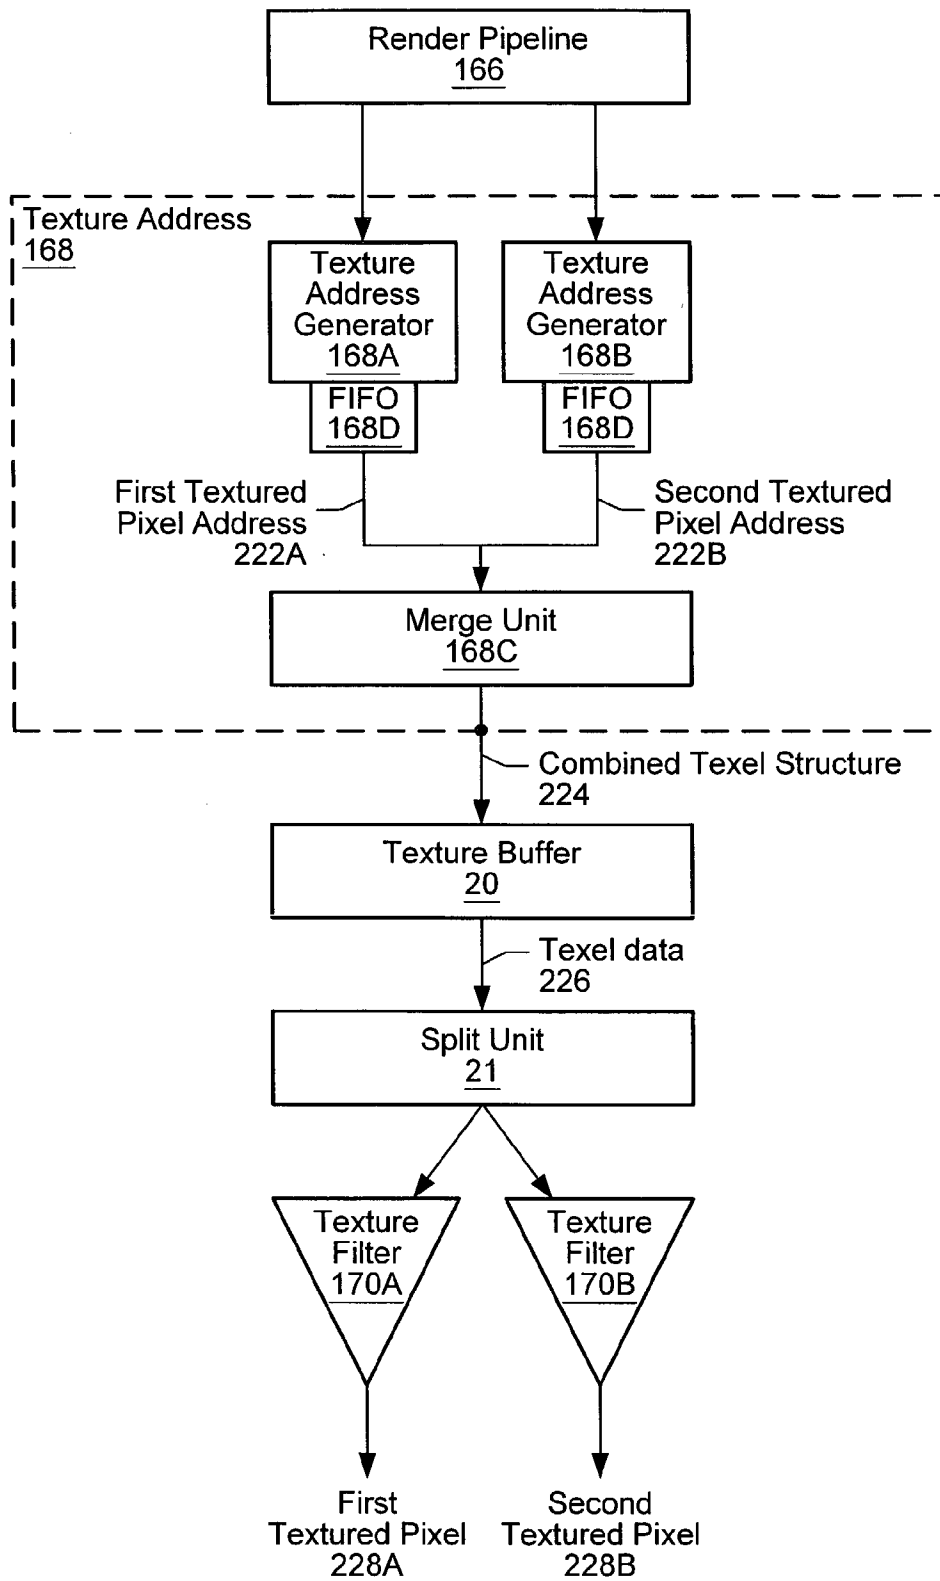 Render Pipeline
166
Texture Address
168
Texture
Address
Generator
168A
FIFO
168D
Texture
Address
Generator
168B
FIFO
168D
First Textured
Pixel Address
222A
Second Textured
Pixel Address
222B
Merge Unit
168C
Combined Texel Structure
224
Texture Buffer
20
Texel data
226
Split Unit
21
Texture
Filter
170A
Texture
Filter
170B
First
Textured Pixel
228A
Second
Textured Pixel
228B